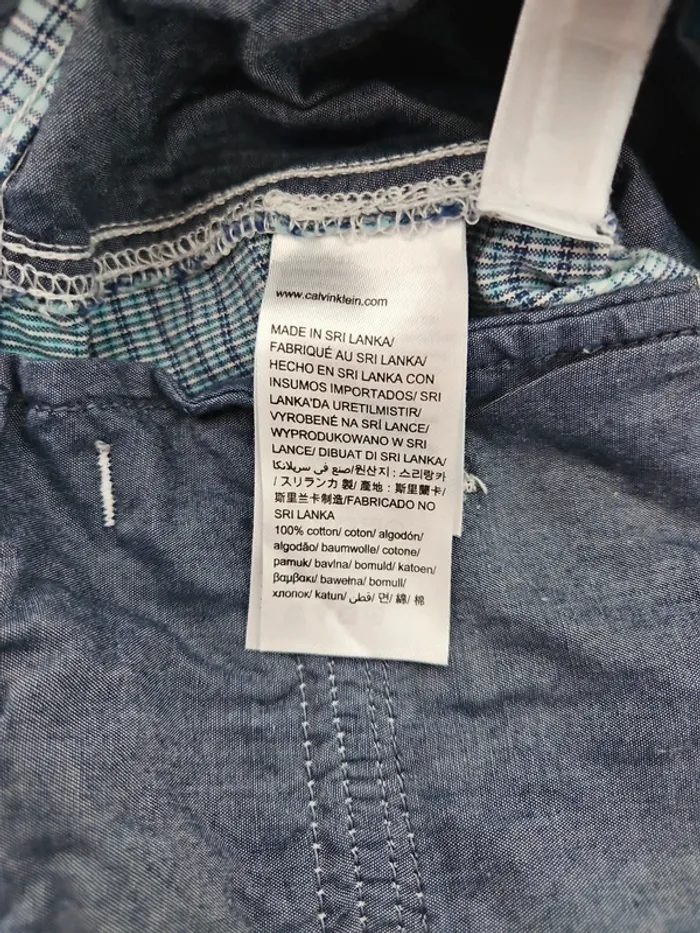 www.calvinklein.com
MADE IN SRI LANKA/
FABRIQUÉ AU SRI LANKA/
HECHO EN SRI LANKA CON
INSUMOS IMPORTADOS/ SRI
LANKA'DA URETILMISTIR/
VYROBENÉ NA SRÍ LANCE/
WYPRODUKOWANO W SRI
LANCE/ DIBUAT DI SRI LANKA/
صنع في سريلانكا/원산지 : 스리랑카
/ スリランカ 製/ 產地 : 斯里蘭卡/
斯里兰卡制造/FABRICADO NO
SRI LANKA
100% cotton/ coton/ algodón/
algodão/ baumwolle/ cotone/
pamuk/ bavlna/ bomuld/ katoen/
βαμβακι/ bawełna/ bomull/
хлопок/ katun/ قطن/ 면/ 綿/ 棉